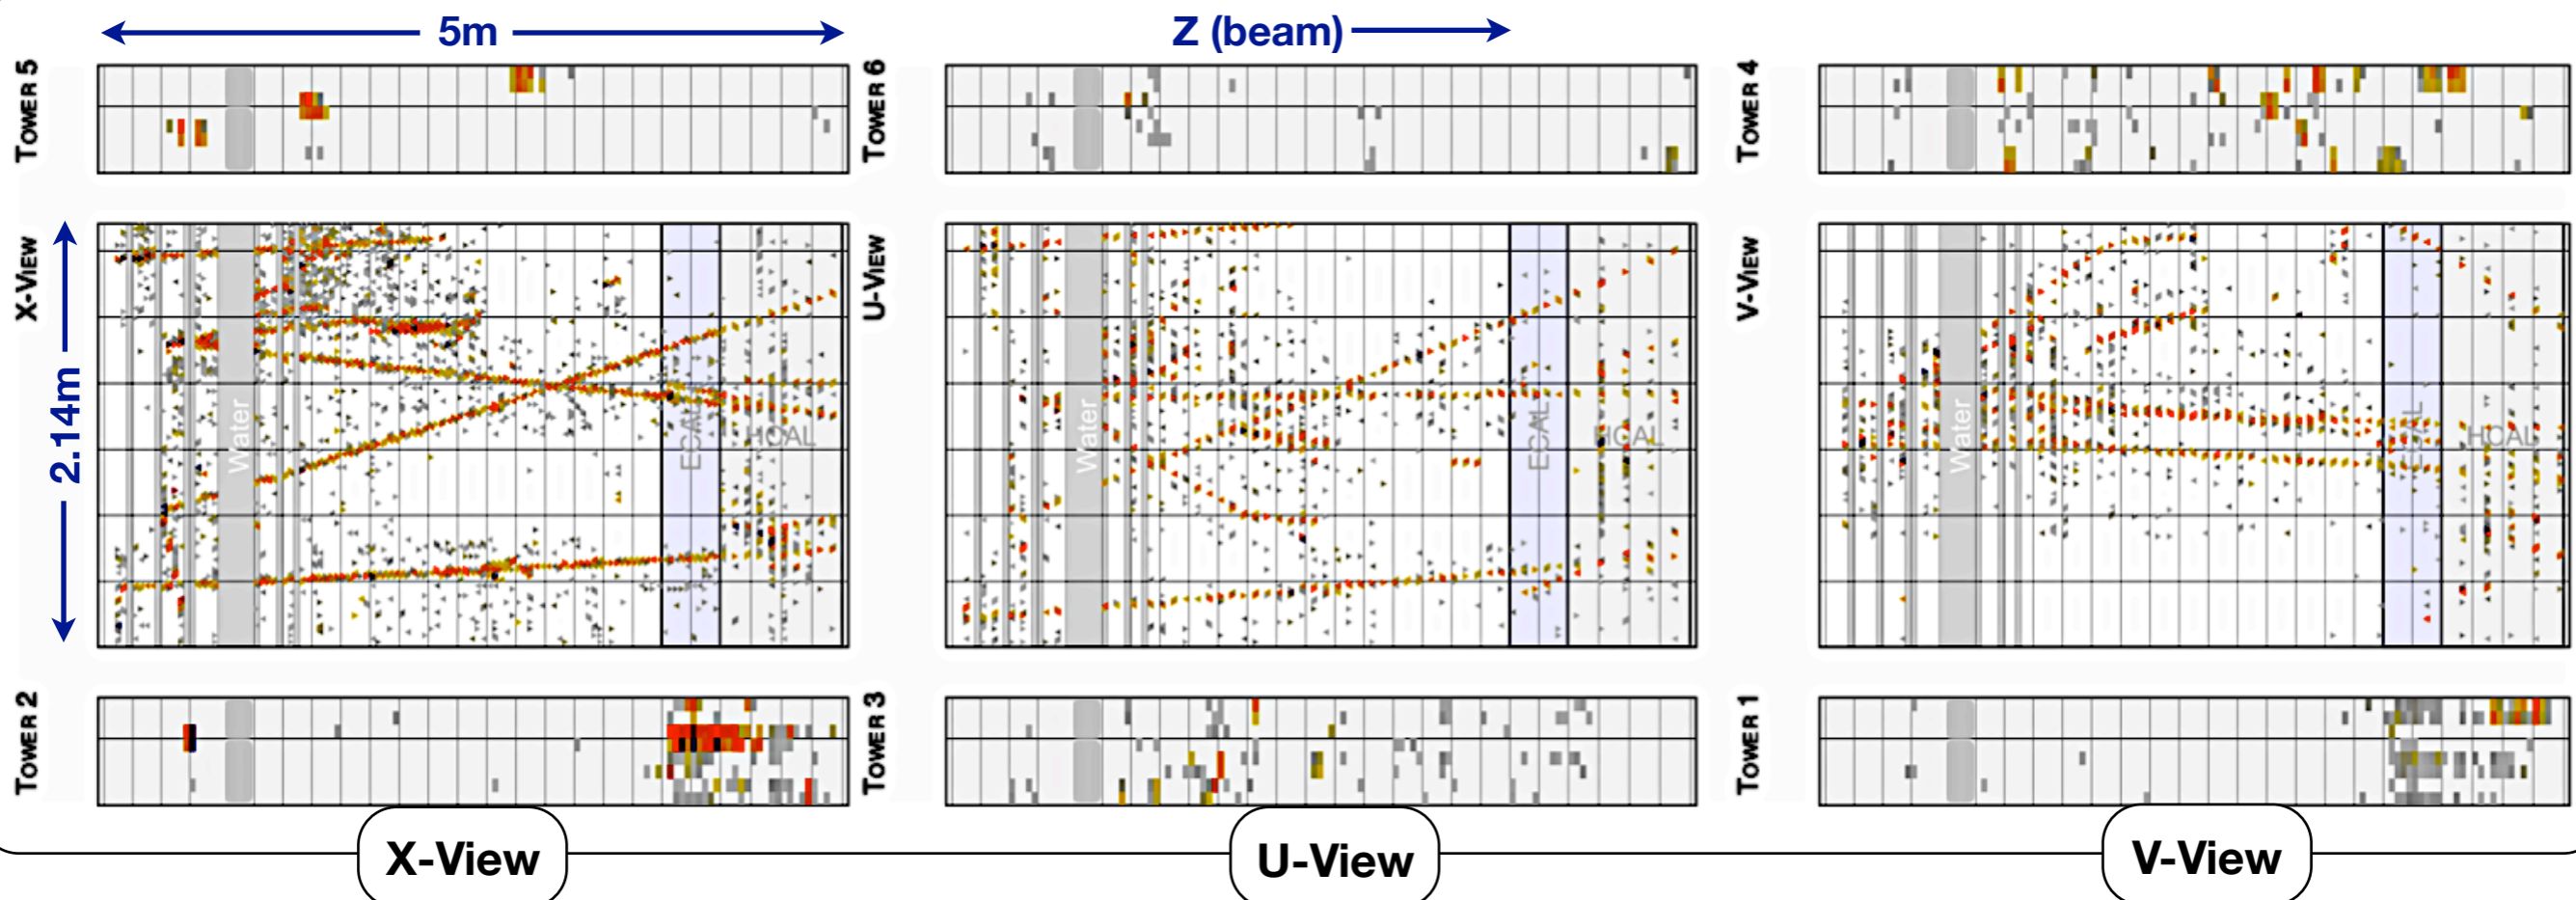 5m
Z (beam)
TOWER 5
TOWER 6
TOWER 4
2.14m
X-VIEW
Water
ECAL
HCAL
U-VIEW
Water
ECAL
HCAL
V-VIEW
Water
ECAL
HCAL
TOWER 2
TOWER 3
TOWER 1
X-View
U-View
V-View